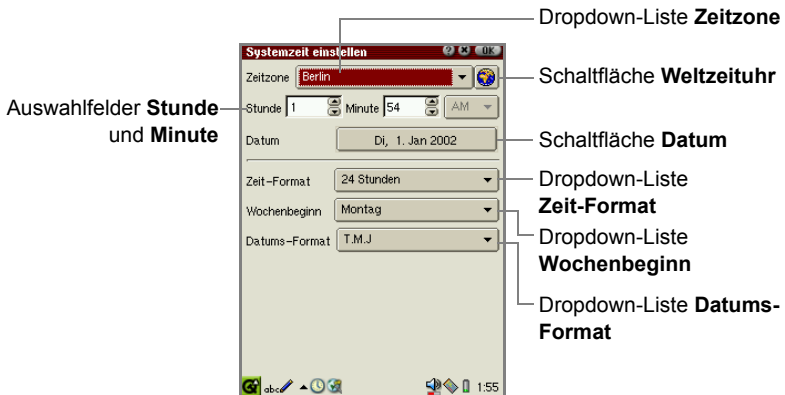 Dropdown-Liste Zeitzone
Systemzeit einstellen
OK
Zeitzone Berlin
Schaltfläche Weltzeituhr
Auswahlfelder Stunde
und Minute
Stunde 1 Minute 54 AM
Datum Di, 1. Jan 2002
Schaltfläche Datum
Zeit-Format 24 Stunden
Dropdown-Liste
Zeit-Format
Wochenbeginn Montag
Dropdown-Liste
Wochenbeginn
Datums-Format T.M.J
Dropdown-Liste Datums-
Format
abc 1:55